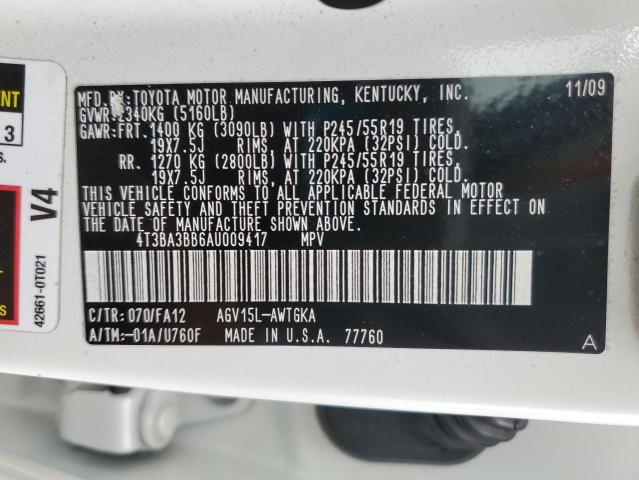 MFD.BY: TOYOTA MOTOR MANUFACTURING, KENTUCKY, INC. 11/09
GVWR:2340KG (5160LB)
GAWR:FRT. 1400 KG (3090LB) WITH P245/55R19 TIRES,
19X7.5J RIMS, AT 220KPA (32PSI) COLD.
RR. 1270 KG (2800LB) WITH P245/55R19 TIRES,
19X7.5J RIMS, AT 220KPA (32PSI) COLD.
THIS VEHICLE CONFORMS TO ALL APPLICABLE FEDERAL MOTOR
VEHICLE SAFETY AND THEFT PREVENTION STANDARDS IN EFFECT ON
THE DATE OF MANUFACTURE SHOWN ABOVE.
4T3BA3BB6AU009417 MPV
C/TR: 070/FA12 AGV15L-AWTGKA
A/TM:-01A/U760F MADE IN U.S.A. 77760 A
3
S.
V4
42661-0T021